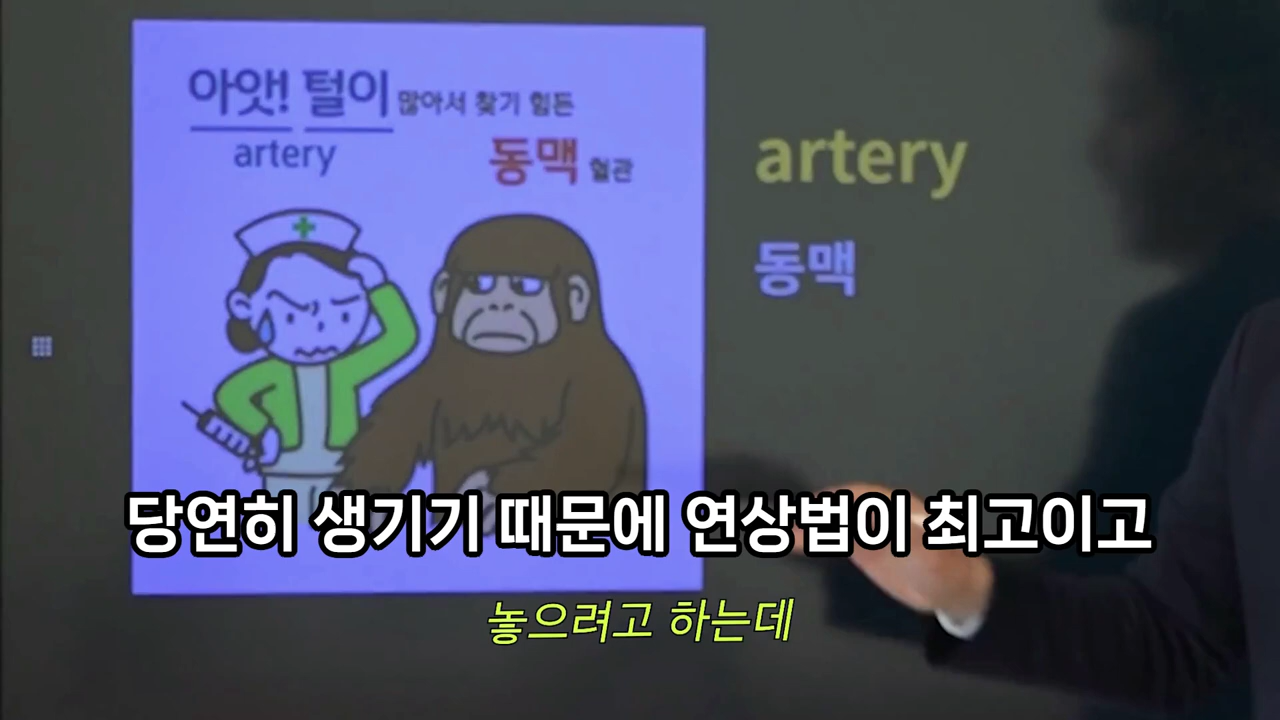 아앗! 털이 많아서 찾기 힘든
artery
동맥 혈관
artery
동맥
당연히 생기기 때문에 연상법이 최고이고
놓으려고 하는데